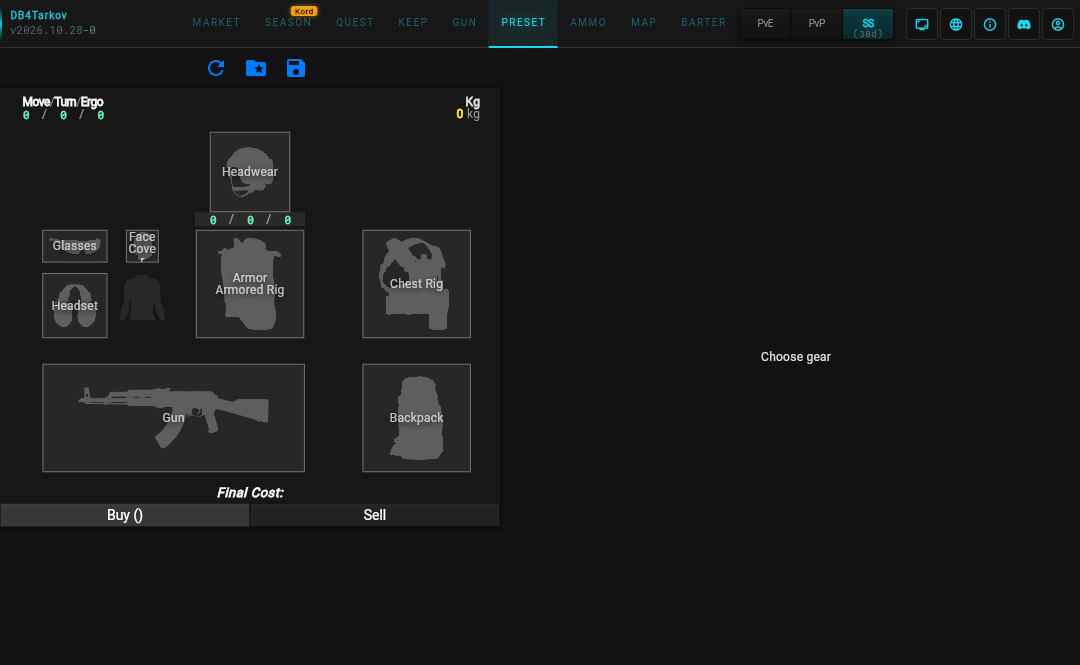 DB4Tarkov
v2026.10.28-0
MARKET
SEASON
Kord
QUEST
KEEP
GUN
PRESET
AMMO
MAP
BARTER
PvE
PvP
SS
(38d)
Move/Turn/Ergo
0 / 0 / 0
Kg
0 kg
Headwear
0 / 0 / 0
Glasses
Face
Cove
r
Armor
Armored Rig
Chest Rig
Headset
Gun
Backpack
Final Cost:
Buy ()
Sell
Choose gear